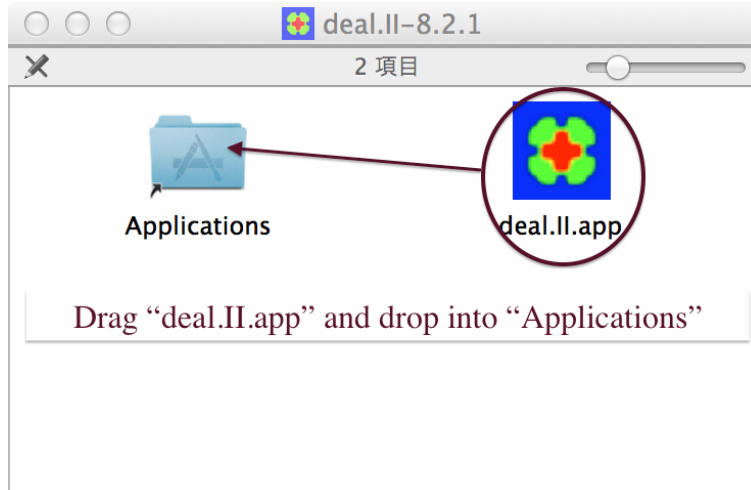 deal.II-8.2.1
2 項目
Applications
deal.II.app
Drag “deal.II.app” and drop into “Applications”